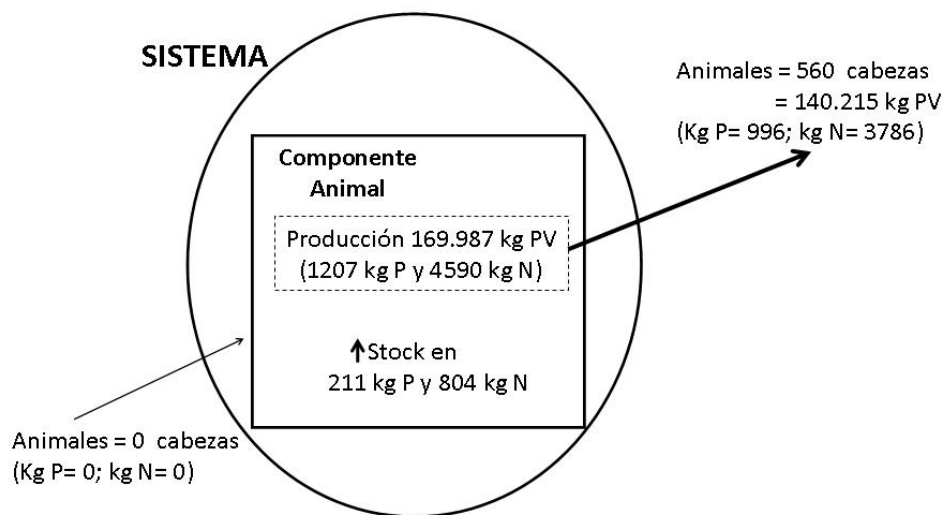 SISTEMA
Animales = 560 cabezas
= 140.215 kg PV
(Kg P= 996; kg N= 3786)
Componente
Animal
Producción 169.987 kg PV
(1207 kg P y 4590 kg N)
↑Stock en
211 kg P y 804 kg N
Animales = 0 cabezas
(Kg P= 0; kg N= 0)